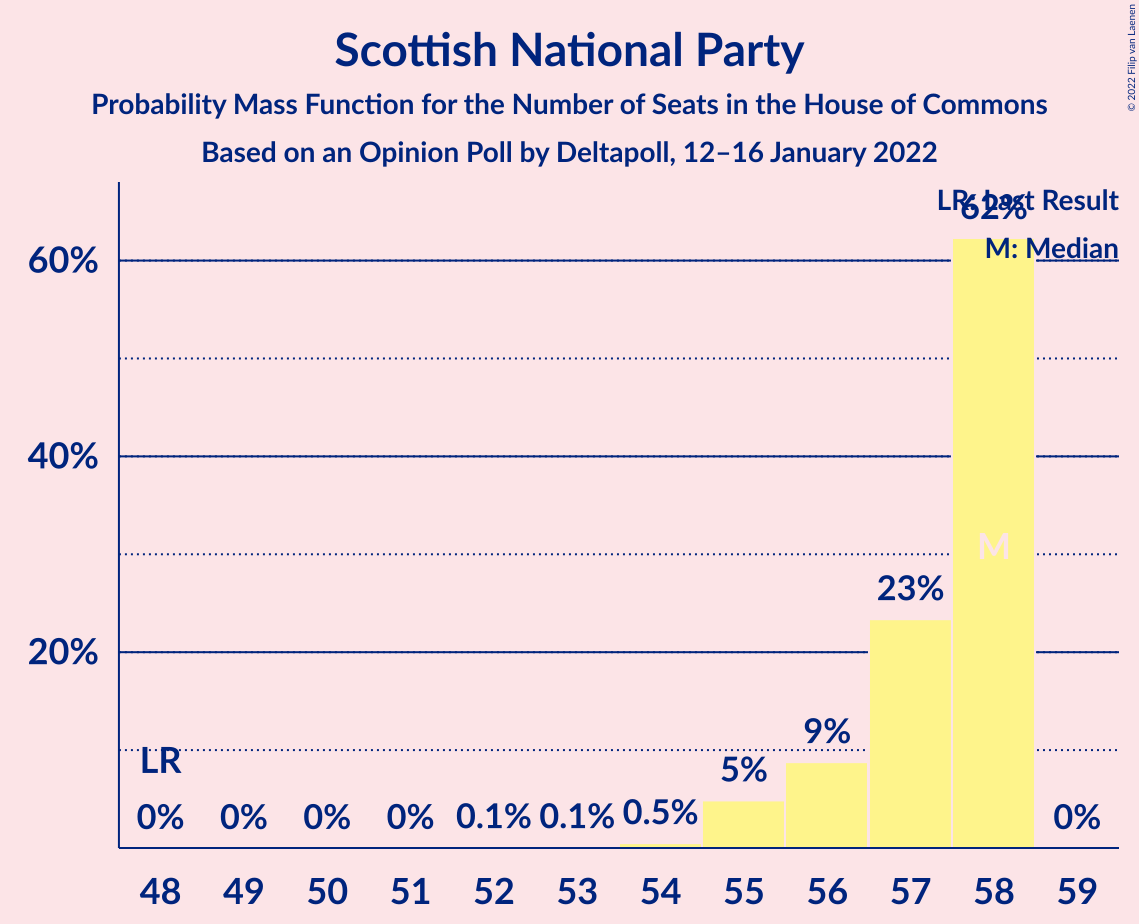 Scottish National Party
Probability Mass Function for the Number of Seats in the House of Commons
Based on an Opinion Poll by Deltapoll, 12–16 January 2022
© 2022 Filip van Laenen
LR: Last Result
M: Median
62%
60%
40%
20%
M
23%
9%
5%
LR
0% 0% 0% 0% 0.1% 0.1% 0.5% 0%
48 49 50 51 52 53 54 55 56 57 58 59